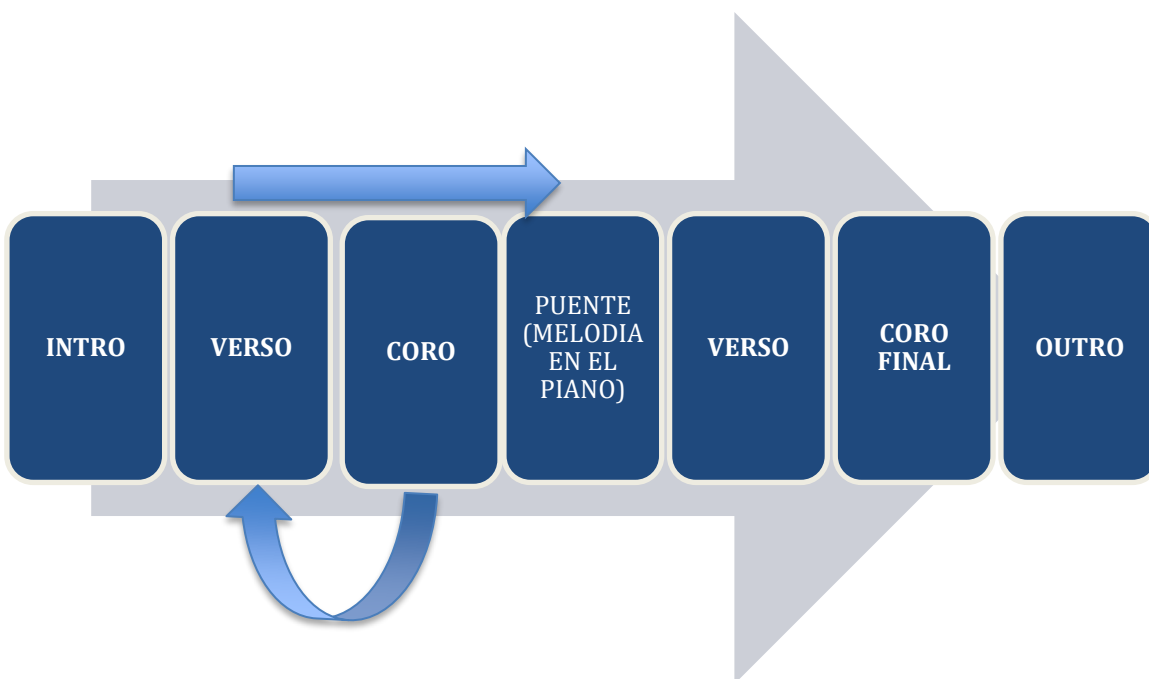 INTRO
VERSO
CORO
PUENTE
(MELODIA
EN EL
PIANO)
VERSO
CORO
FINAL
OUTRO